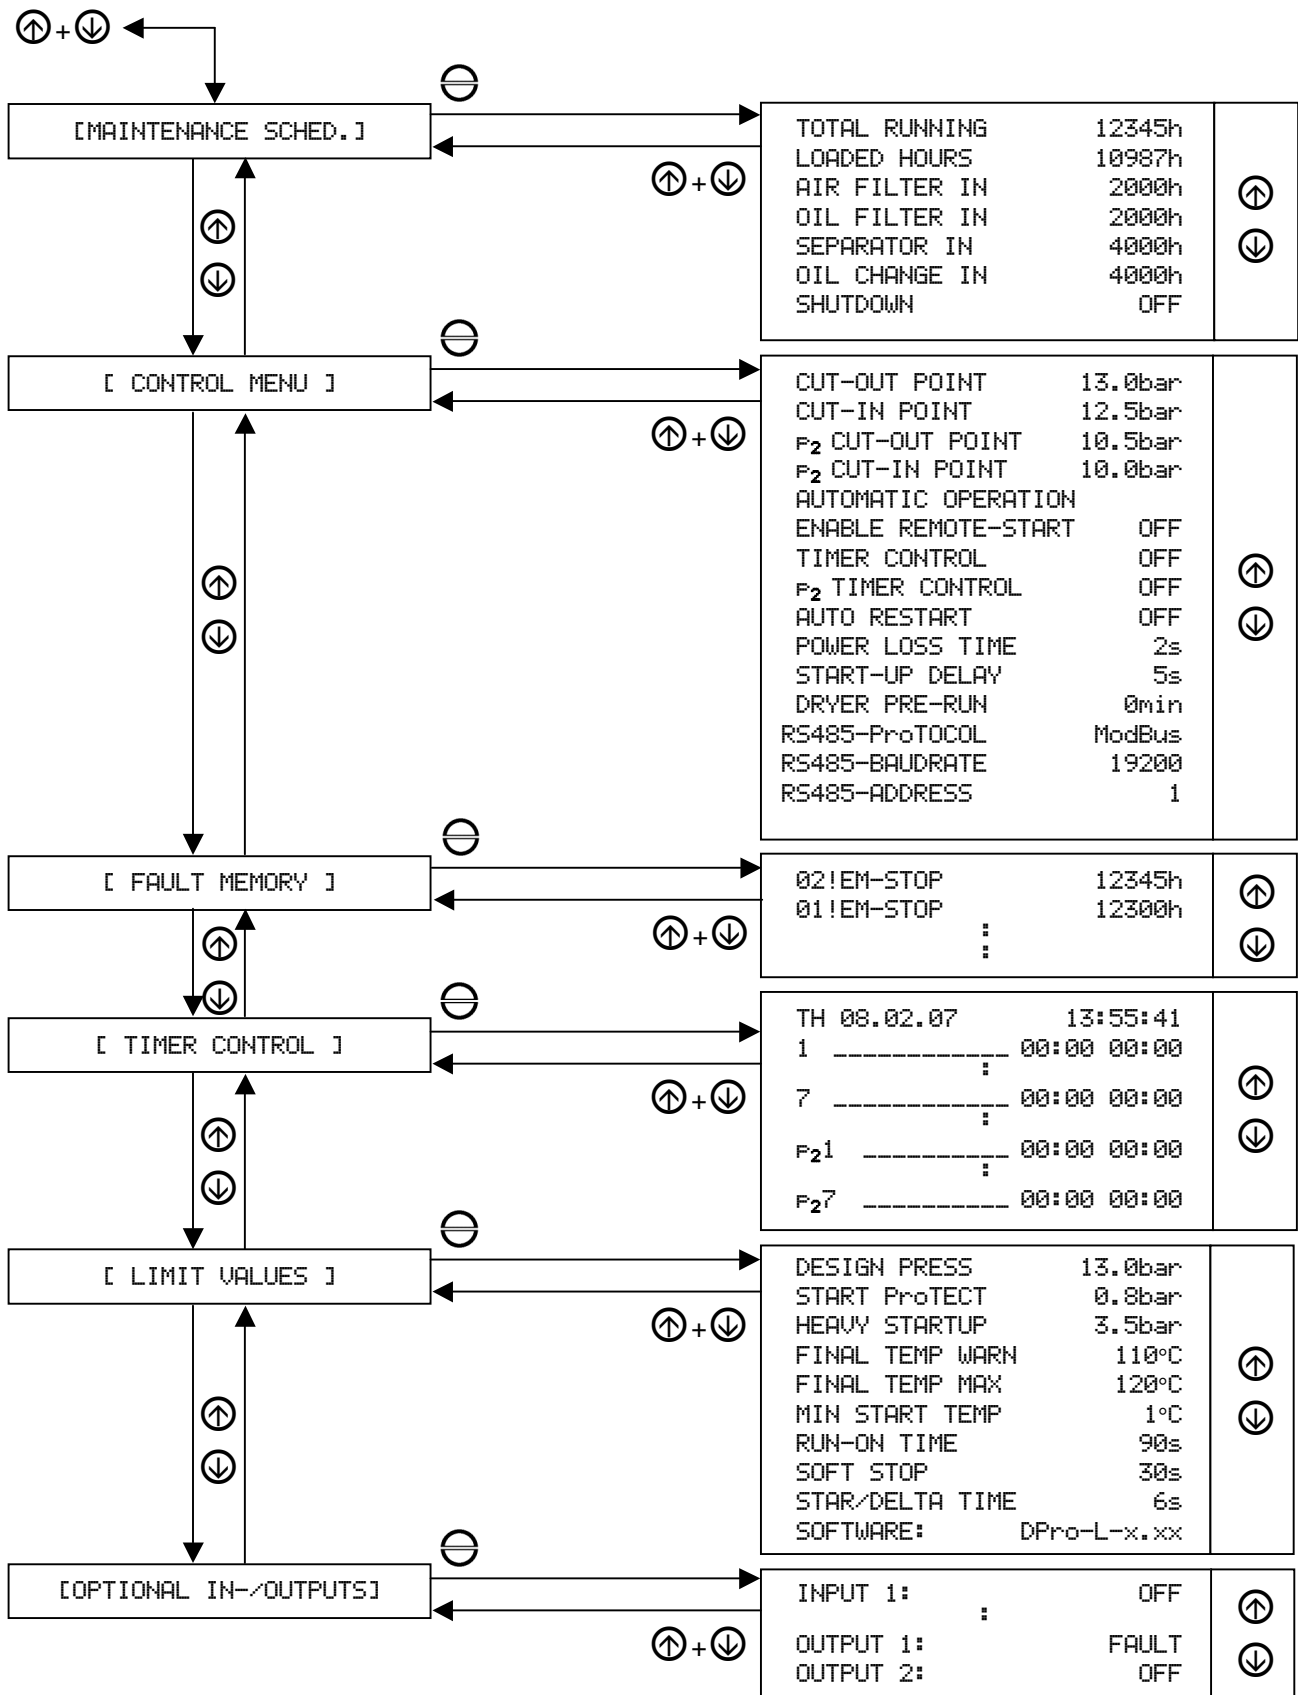 +
[MAINTENANCE SCHED.]
TOTAL RUNNING 12345h
LOADED HOURS 10987h
AIR FILTER IN 2000h
OIL FILTER IN 2000h
SEPARATOR IN 4000h
OIL CHANGE IN 4000h
SHUTDOWN OFF
+
[ CONTROL MENU ]
CUT-OUT POINT 13.0bar
CUT-IN POINT 12.5bar
P2 CUT-OUT POINT 10.5bar
P2 CUT-IN POINT 10.0bar
AUTOMATIC OPERATION
ENABLE REMOTE-START OFF
TIMER CONTROL OFF
P2 TIMER CONTROL OFF
AUTO RESTART OFF
POWER LOSS TIME 2s
START-UP DELAY 5s
DRYER PRE-RUN 0min
RS485-ProTOCOL ModBus
RS485-BAUDRATE 19200
RS485-ADDRESS 1
+
[ FAULT MEMORY ]
02!EM-STOP 12345h
01!EM-STOP 12300h
:
:
+
[ TIMER CONTROL ]
TH 08.02.07 13:55:41
1 ____________ 00:00 00:00
:
7 ____________ 00:00 00:00
:
P21 __________ 00:00 00:00
:
P27 __________ 00:00 00:00
+
[ LIMIT VALUES ]
DESIGN PRESS 13.0bar
START ProTECT 0.8bar
HEAVY STARTUP 3.5bar
FINAL TEMP WARN 110°C
FINAL TEMP MAX 120°C
MIN START TEMP 1°C
RUN-ON TIME 90s
SOFT STOP 30s
STAR/DELTA TIME 6s
SOFTWARE: DPro-L-x.xx
+
[OPTIONAL IN-/OUTPUTS]
INPUT 1: OFF
:
OUTPUT 1: FAULT
OUTPUT 2: OFF
+